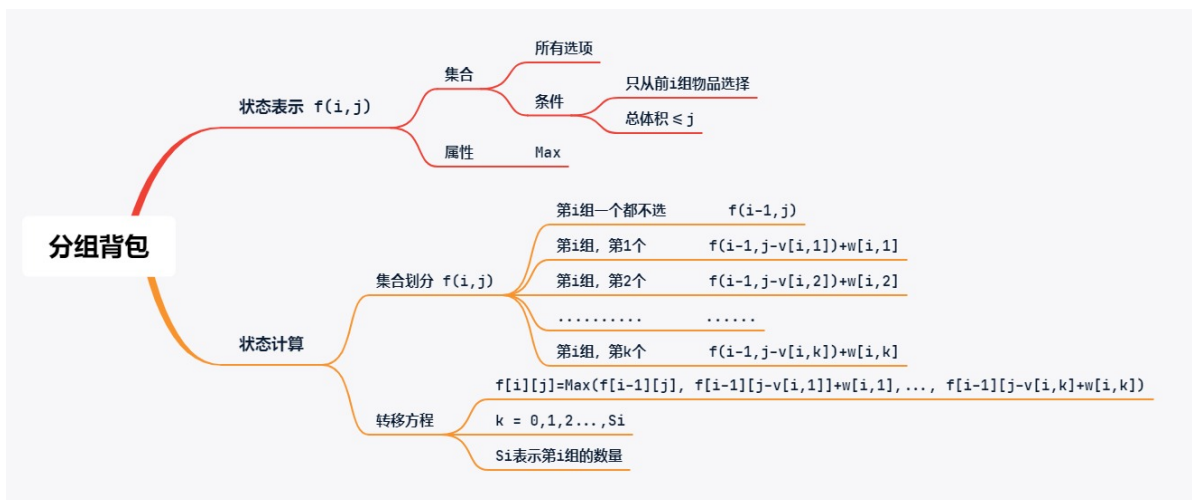 分组背包
状态表示 f(i,j)
集合
所有选项
条件
只从前i组物品选择
总体积≤j
属性
Max
状态计算
集合划分 f(i,j)
第i组一个都不选 f(i-1,j)
第i组, 第1个 f(i-1,j-v[i,1])+w[i,1]
第i组, 第2个 f(i-1,j-v[i,2])+w[i,2]
.......... ......
第i组, 第k个 f(i-1,j-v[i,k])+w[i,k]
转移方程
f[i][j]=Max(f[i-1][j], f[i-1][j-v[i,1]]+w[i,1],..., f[i-1][j-v[i,k]+w[i,k])
k = 0,1,2...,Si
Si表示第i组的数量